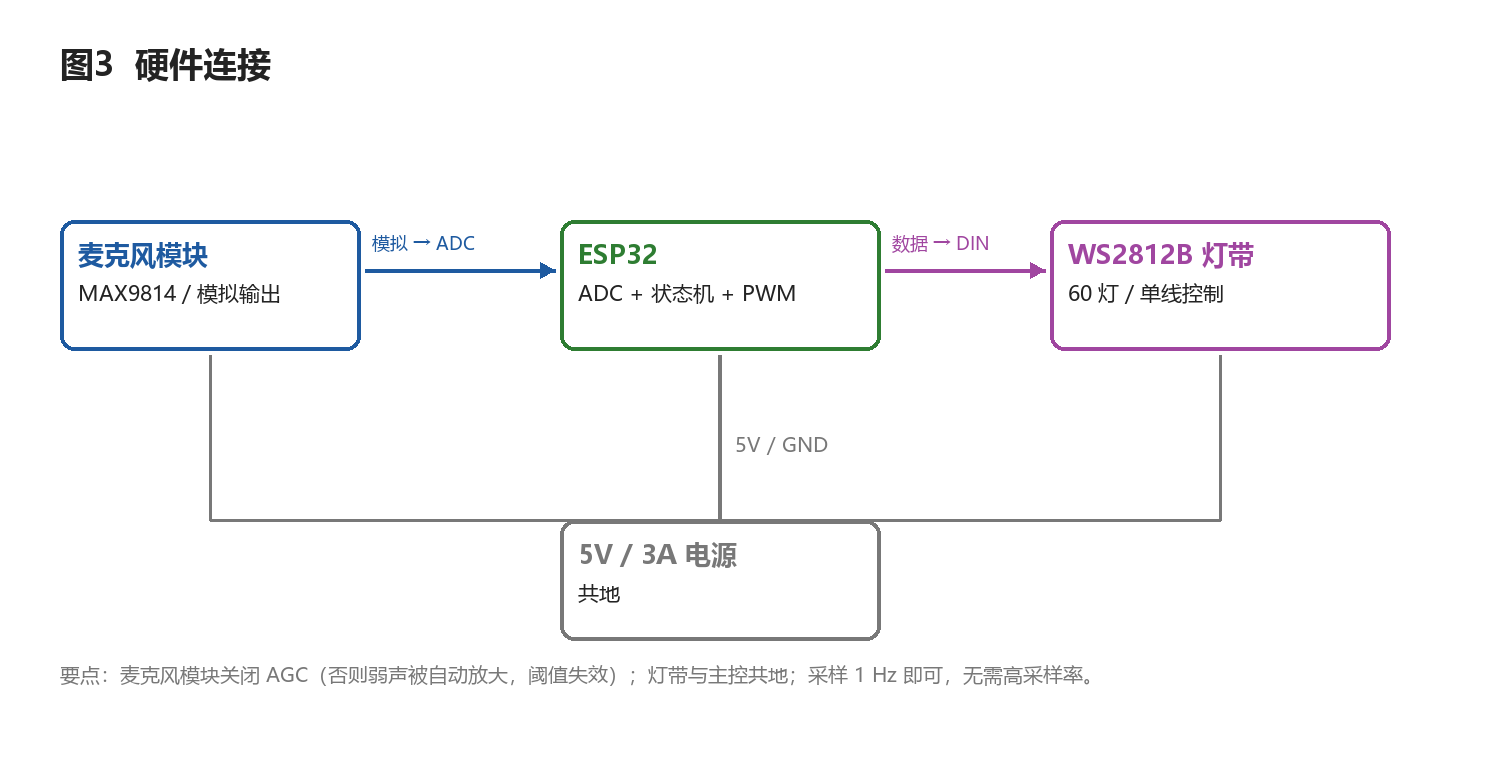 图3 硬件连接
麦克风模块
MAX9814 / 模拟输出
模拟 → ADC
ESP32
ADC + 状态机 + PWM
数据 → DIN
WS2812B 灯带
60 灯 / 单线控制
5V / GND
5V / 3A 电源
共地
要点：麦克风模块关闭 AGC（否则弱声被自动放大，阈值失效）；灯带与主控共地；采样 1 Hz 即可，无需高采样率。